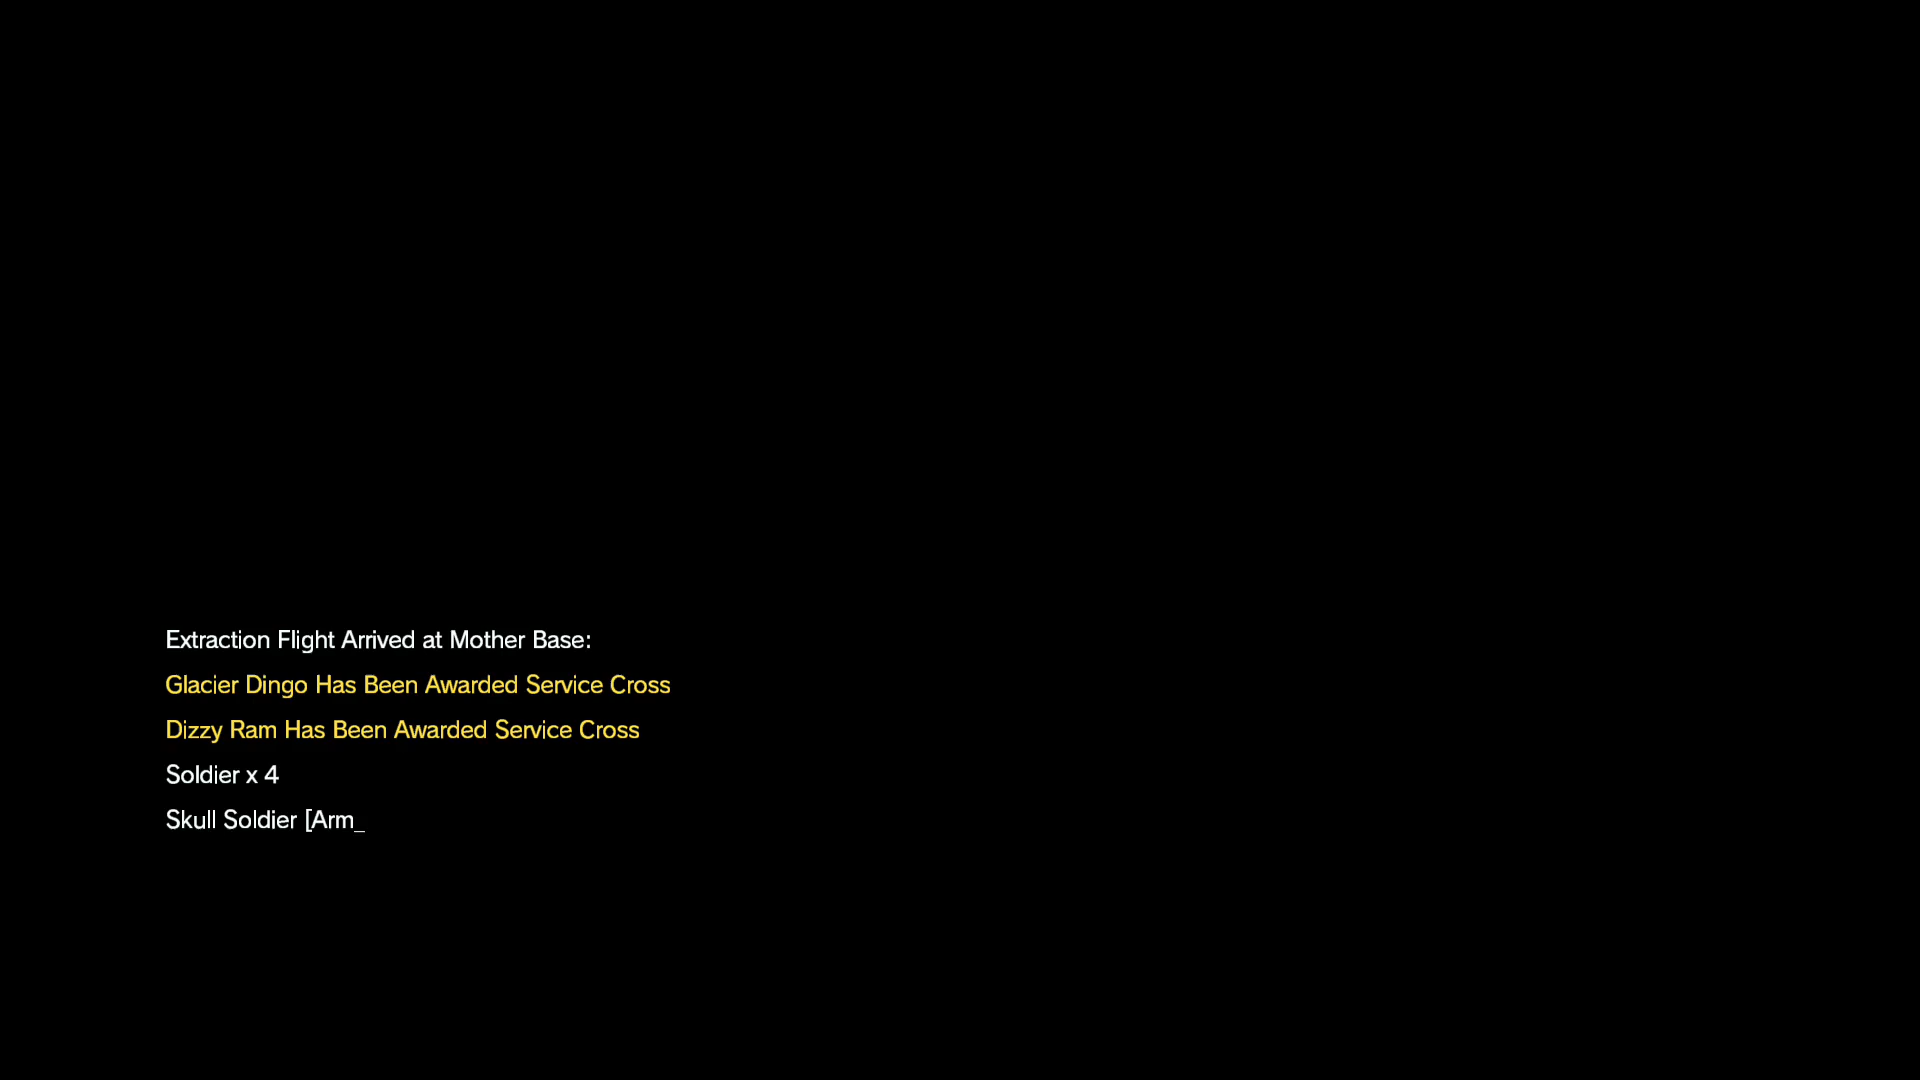 Extraction Flight Arrived at Mother Base:
Glacier Dingo Has Been Awarded Service Cross
Dizzy Ram Has Been Awarded Service Cross
Soldier x 4
Skull Soldier [Arm_